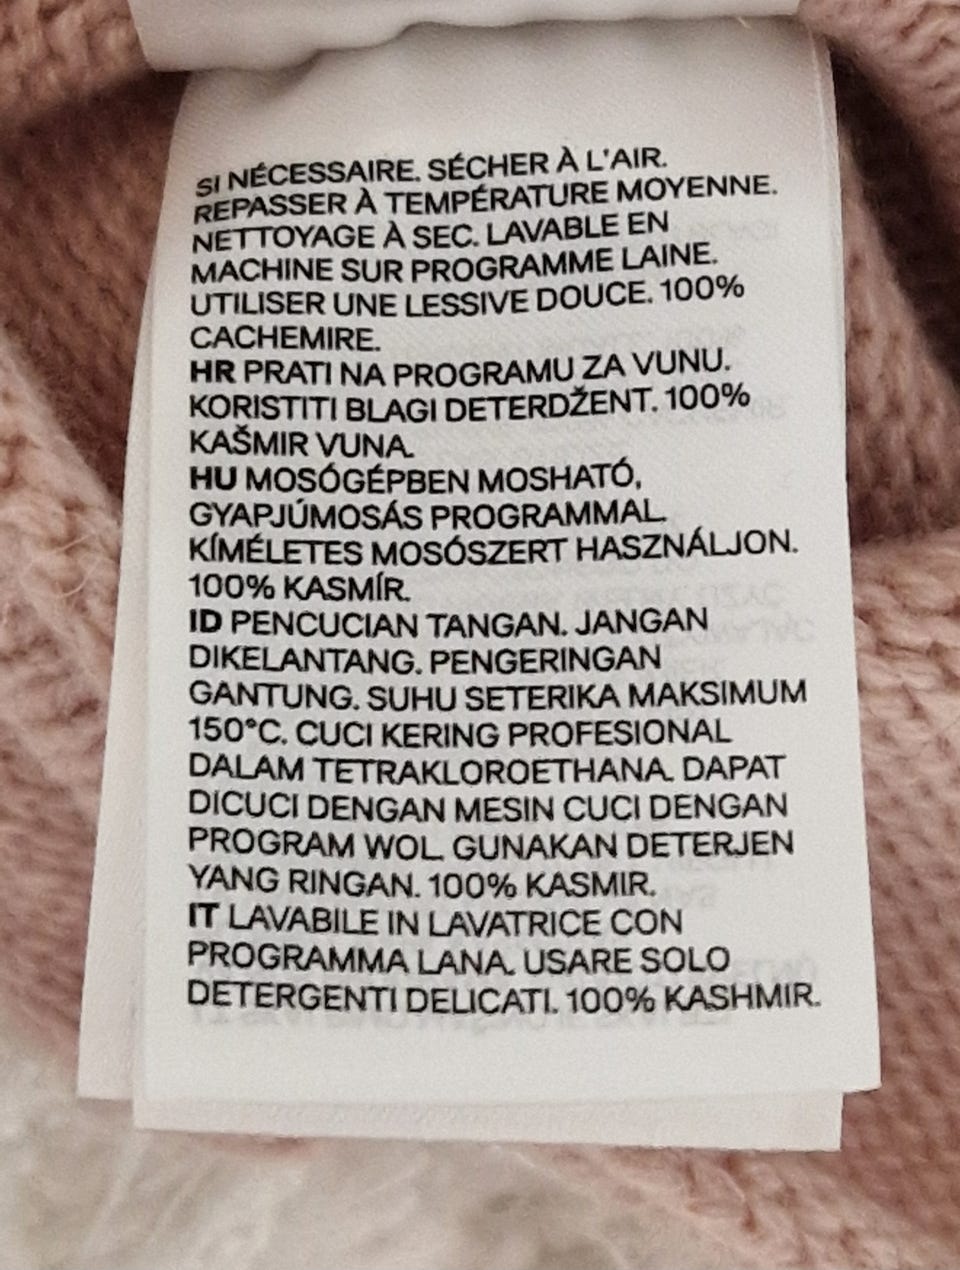 SI NÉCESSAIRE. SÉCHER À L'AIR.
REPASSER À TEMPÉRATURE MOYENNE.
NETTOYAGE À SEC. LAVABLE EN
MACHINE SUR PROGRAMME LAINE.
UTILISER UNE LESSIVE DOUCE. 100%
CACHEMIRE.
HR PRATI NA PROGRAMU ZA VUNU.
KORISTITI BLAGI DETERDŽENT. 100%
KAŠMIR VUNA.
HU MOSÓGÉPBEN MOSHATÓ,
GYAPJÚMOSÁS PROGRAMMAL.
KÍMÉLETES MOSÓSZERT HASZNÁLJON.
100% KASMÍR.
ID PENCUCIAN TANGAN. JANGAN
DIKELANTANG. PENGERINGAN
GANTUNG. SUHU SETERIKA MAKSIMUM
150°C. CUCI KERING PROFESIONAL
DALAM TETRAKLOROETHANA. DAPAT
DICUCI DENGAN MESIN CUCI DENGAN
PROGRAM WOL. GUNAKAN DETERJEN
YANG RINGAN. 100% KASMIR.
IT LAVABILE IN LAVATRICE CON
PROGRAMMA LANA. USARE SOLO
DETERGENTI DELICATI. 100% KASHMIR.